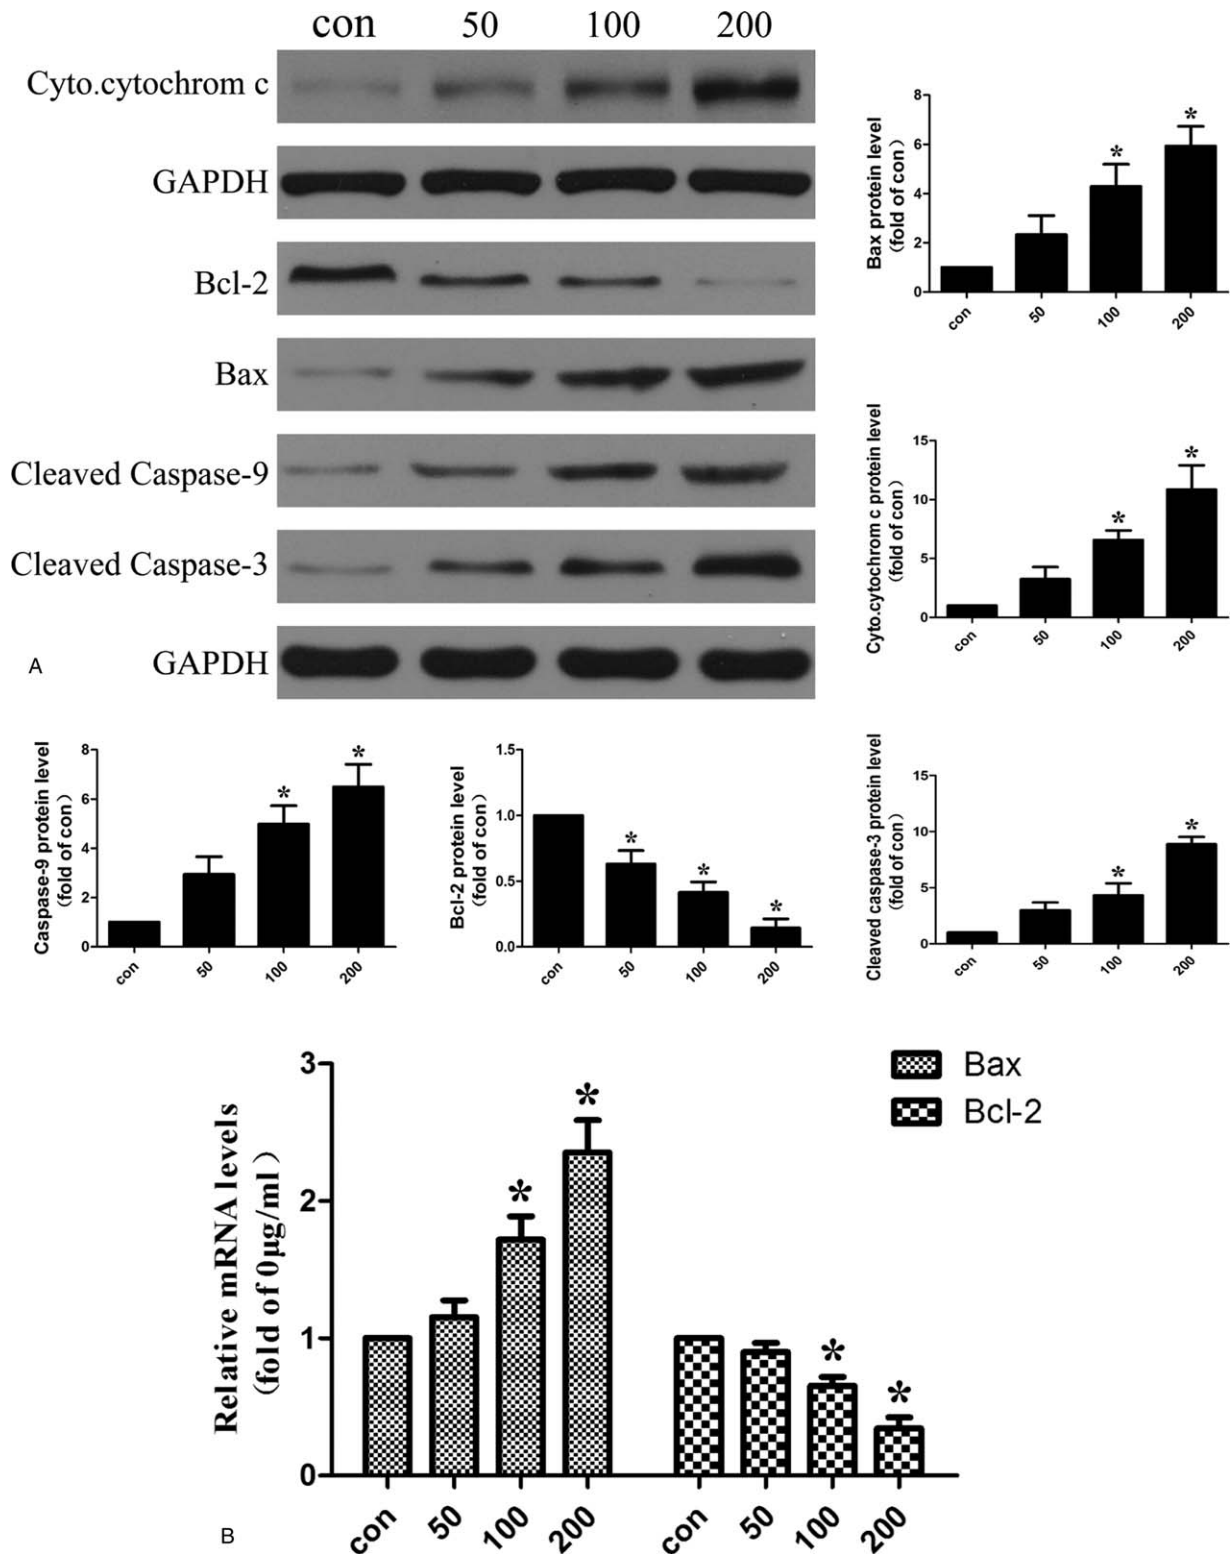 con 50 100 200
Cyto.cytochrom c
GAPDH
Bcl-2
Bax
Cleaved Caspase-9
Cleaved Caspase-3
GAPDH
A
Bax protein level
(fold of con)
8
6
4
2
0
*
*
con 50 100 200
Cyto.cytochrom c protein level
(fold of con)
15
10
5
0
*
*
con 50 100 200
Caspase-9 protein level
(fold of con)
8
6
4
2
0
*
*
con 50 100 200
Bcl-2 protein level
(fold of con)
1.5
1.0
0.5
0.0
*
*
*
con 50 100 200
Cleaved caspase-3 protein level
(fold of con)
15
10
5
0
*
*
con 50 100 200
Relative mRNA levels
(fold of 0μg/ml)
3
2
1
0
*
*
*
*
Bax
Bcl-2
con 50 100 200 con 50 100 200
B